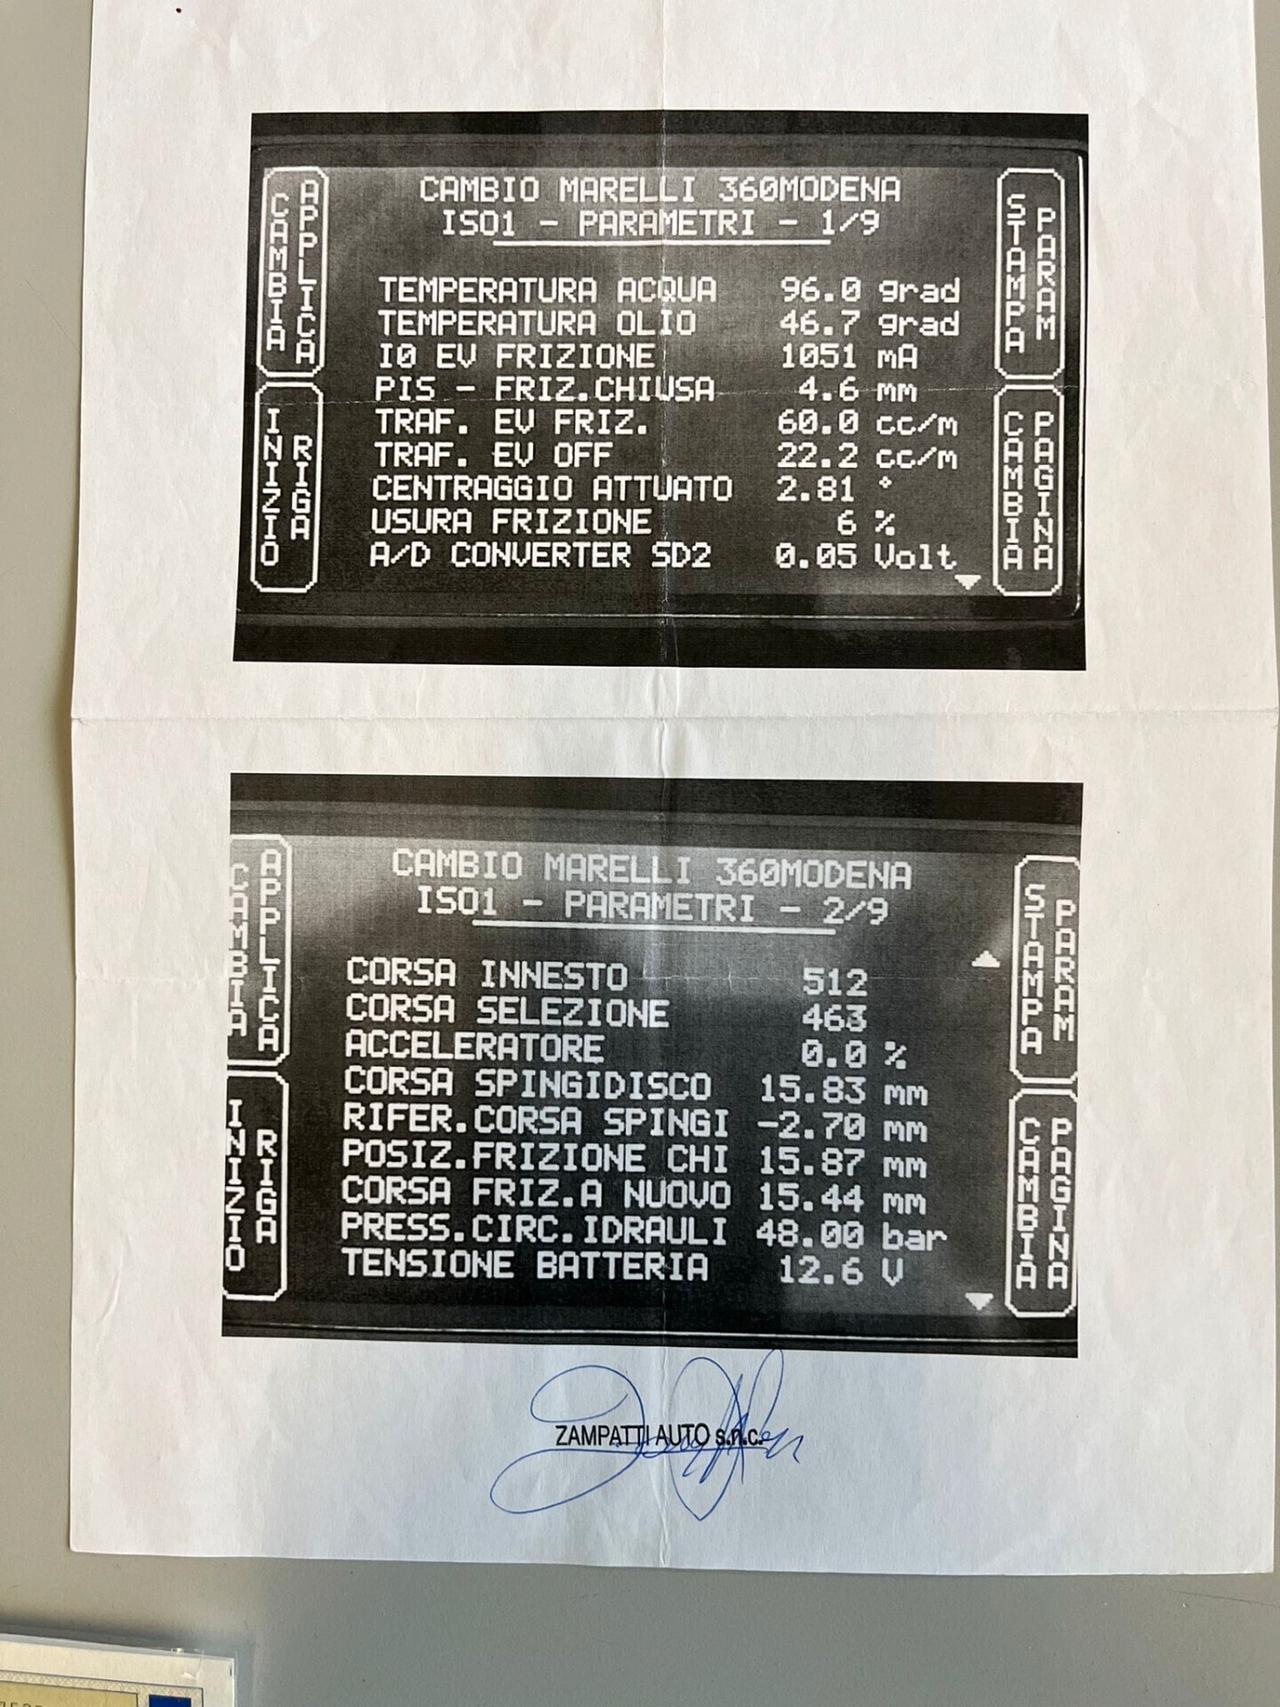 CAMBIO MARELLI 360MODENA
ISO1 - PARAMETRI - 1/9
CAMBIA APPLICA
INIZIO RIGA
TEMPERATURA ACQUA 96.0 grad
TEMPERATURA OLIO 46.7 grad
I0 EV FRIZIONE 1051 mA
PIS - FRIZ.CHIUSA 4.6 mm
TRAF. EV FRIZ. 60.0 cc/m
TRAF. EV OFF 22.2 cc/m
CENTRAGGIO ATTUATO 2.81 °
USURA FRIZIONE 6 %
A/D CONVERTER SD2 0.05 Volt
STAMPA PARAM
CAMBIA PAGINA
CAMBIO MARELLI 360MODENA
ISO1 - PARAMETRI - 2/9
CAMBIA APPLICA
INIZIO RIGA
CORSA INNESTO 512
CORSA SELEZIONE 463
ACCELERATORE 0.0 %
CORSA SPINGIDISCO 15.83 mm
RIFER.CORSA SPINGI -2.70 mm
POSIZ.FRIZIONE CHI 15.87 mm
CORSA FRIZ.A NUOVO 15.44 mm
PRESS.CIRC.IDRAULI 48.00 bar
TENSIONE BATTERIA 12.6 V
STAMPA PARAM
CAMBIA PAGINA
ZAMPATTI AUTO s.n.c.